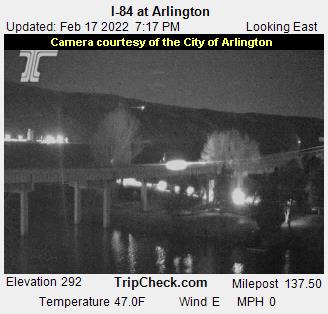 I-84 at Arlington
Updated: Feb 17 2022 7:17 PM Looking East
Camera courtesy of the City of Arlington
Elevation 292 TripCheck.com Milepost 137.50
Temperature 47.0F Wind E MPH 0